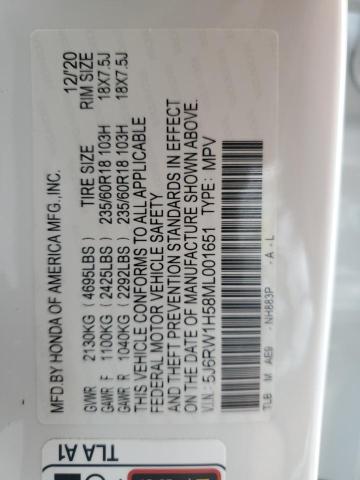 MFD.BY HONDA OF AMERICA MFG.,INC. 12/'20
GVWR 2130KG (4695LBS) TIRE SIZE RIM SIZE
GAWR F 1100KG (2425LBS) 235/60R18 103H 18X7.5J
GAWR R 1040KG (2292LBS) 235/60R18 103H 18X7.5J
THIS VEHICLE CONFORMS TO ALL APPLICABLE
FEDERAL MOTOR VEHICLE SAFETY
AND THEFT PREVENTION STANDARDS IN EFFECT
ON THE DATE OF MANUFACTURE SHOWN ABOVE.
V.I.N.: 5J6RW1H58ML001651 TYPE: MPV
TLB M AE9 NH883P - A - L
TLA A1